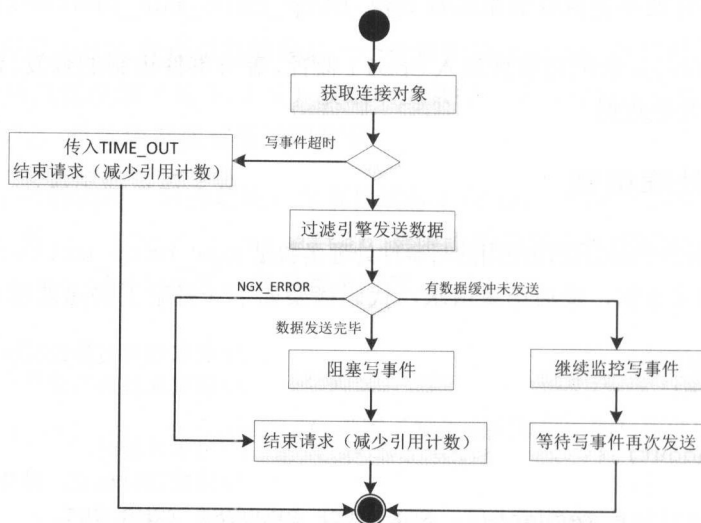 获取连接对象
写事件超时
传入TIME_OUT
结束请求（减少引用计数）
过滤引擎发送数据
NGX_ERROR
有数据缓冲未发送
数据发送完毕
阻塞写事件
继续监控写事件
结束请求（减少引用计数）
等待写事件再次发送